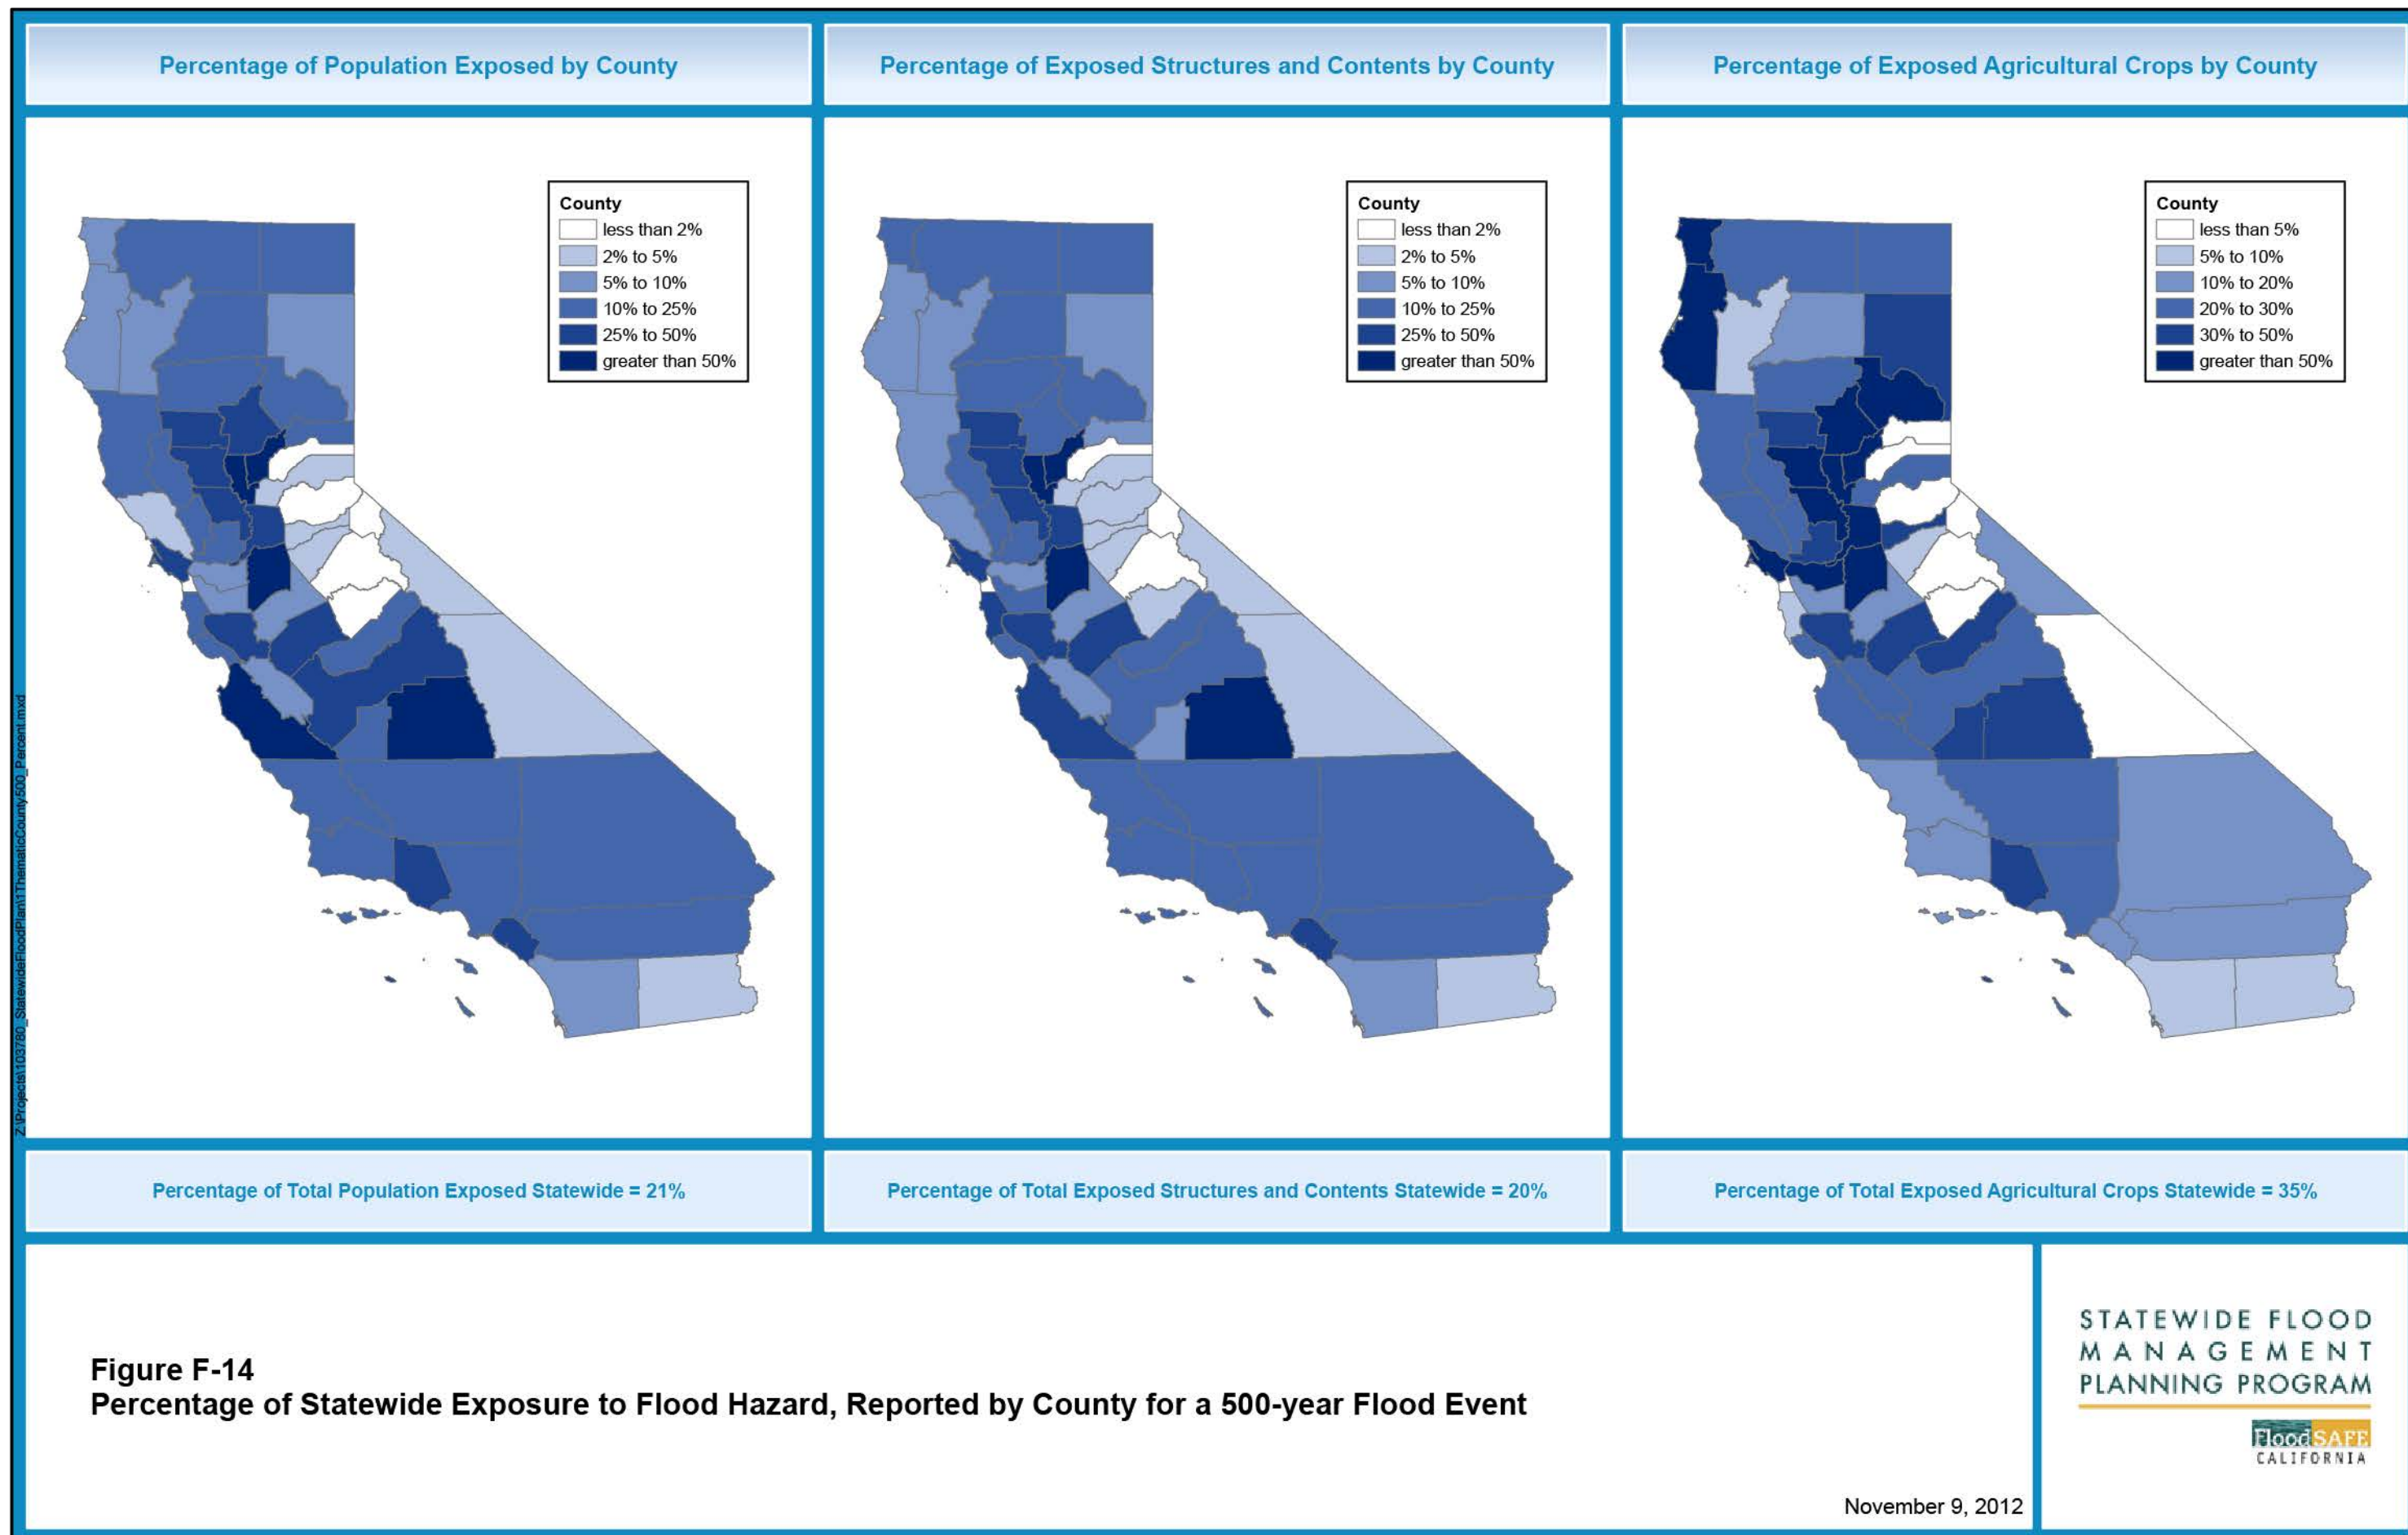 Percentage of Population Exposed by County
County
less than 2%
2% to 5%
5% to 10%
10% to 25%
25% to 50%
greater than 50%
Percentage of Total Population Exposed Statewide = 21%
Percentage of Exposed Structures and Contents by County
County
less than 2%
2% to 5%
5% to 10%
10% to 25%
25% to 50%
greater than 50%
Percentage of Total Exposed Structures and Contents Statewide = 20%
Percentage of Exposed Agricultural Crops by County
County
less than 5%
5% to 10%
10% to 20%
20% to 30%
30% to 50%
greater than 50%
Percentage of Total Exposed Agricultural Crops Statewide = 35%
Z:\Projects\103780_StatewideFloodPlan\1ThematicCounty500_Percent.mxd
Figure F-14
Percentage of Statewide Exposure to Flood Hazard, Reported by County for a 500-year Flood Event
November 9, 2012
STATEWIDE FLOOD
MANAGEMENT
PLANNING PROGRAM
FloodSAFE
CALIFORNIA